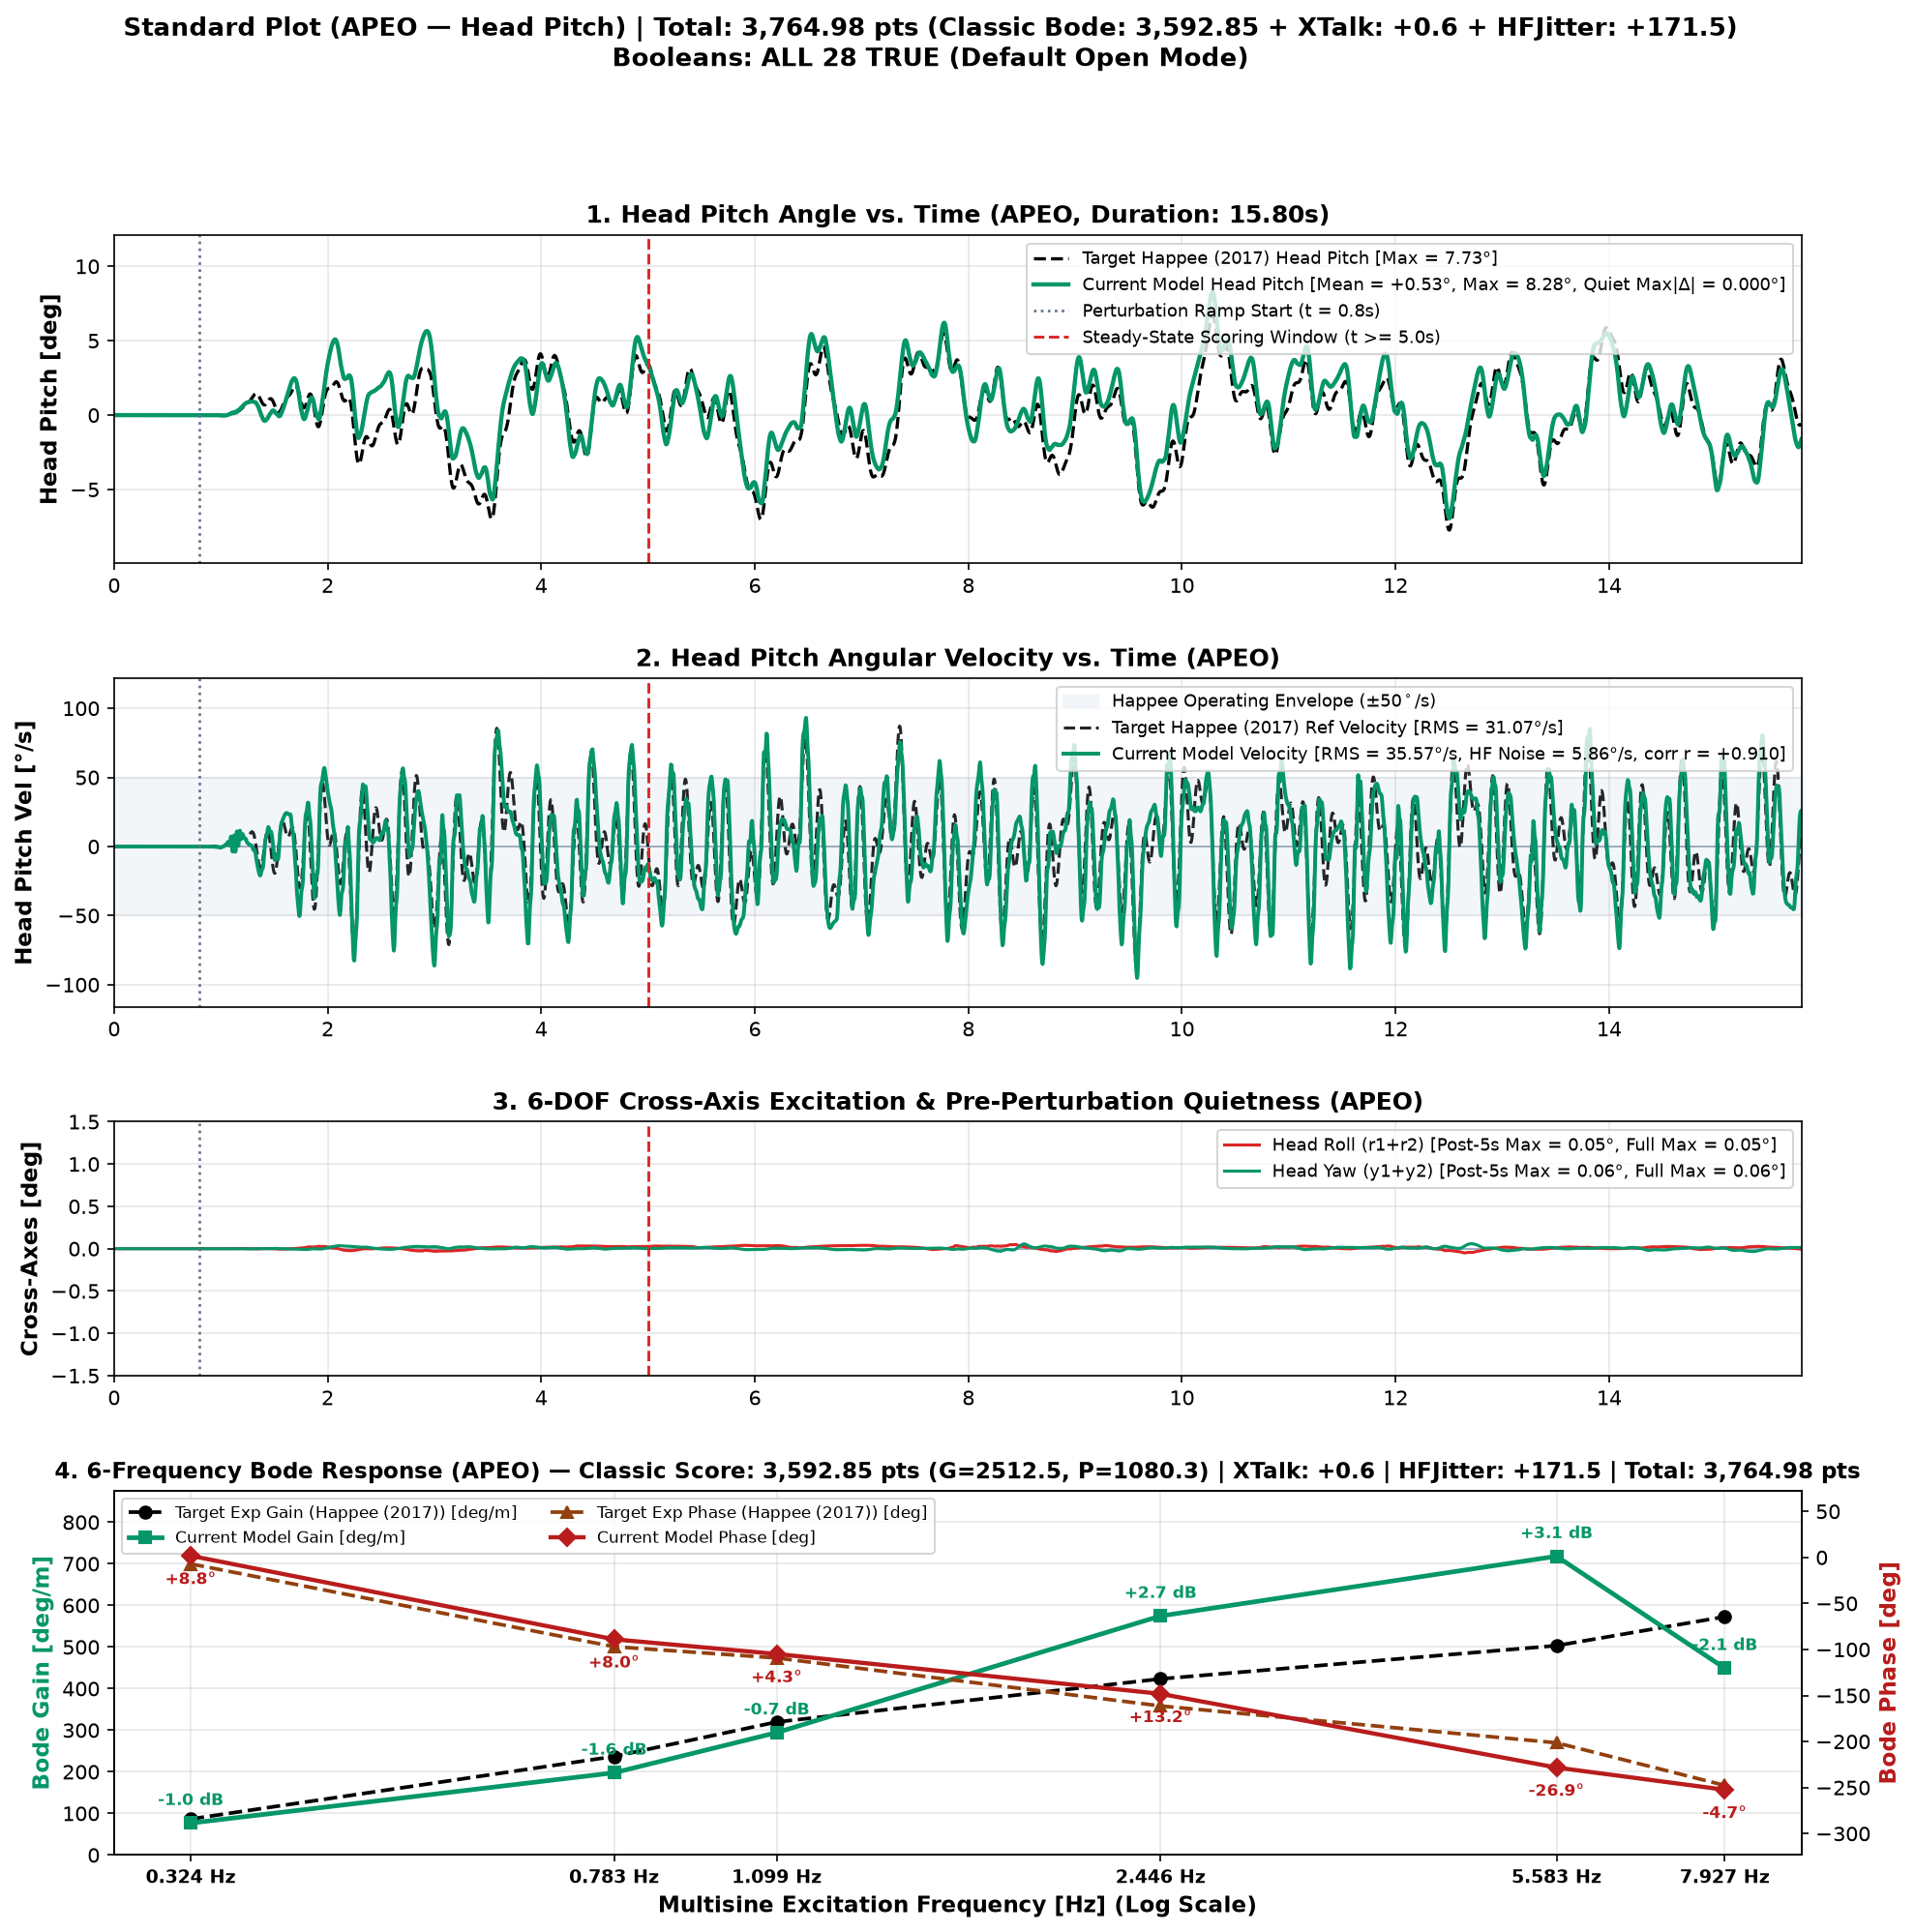 Standard Plot (APEO — Head Pitch) | Total: 3,764.98 pts (Classic Bode: 3,592.85 + XTalk: +0.6 + HFJitter: +171.5)
Booleans: ALL 28 TRUE (Default Open Mode)
1. Head Pitch Angle vs. Time (APEO, Duration: 15.80s)
Head Pitch [deg]
10
5
0
−5
Target Happee (2017) Head Pitch [Max = 7.73°]
Current Model Head Pitch [Mean = +0.53°, Max = 8.28°, Quiet Max|Δ| = 0.000°]
Perturbation Ramp Start (t = 0.8s)
Steady-State Scoring Window (t >= 5.0s)
0 2 4 6 8 10 12 14
2. Head Pitch Angular Velocity vs. Time (APEO)
Head Pitch Vel [°/s]
100
50
0
−50
−100
Happee Operating Envelope (±50°/s)
Target Happee (2017) Ref Velocity [RMS = 31.07°/s]
Current Model Velocity [RMS = 35.57°/s, HF Noise = 5.86°/s, corr r = +0.910]
0 2 4 6 8 10 12 14
3. 6-DOF Cross-Axis Excitation & Pre-Perturbation Quietness (APEO)
Cross-Axes [deg]
1.5
1.0
0.5
0.0
−0.5
−1.0
−1.5
Head Roll (r1+r2) [Post-5s Max = 0.05°, Full Max = 0.05°]
Head Yaw (y1+y2) [Post-5s Max = 0.06°, Full Max = 0.06°]
0 2 4 6 8 10 12 14
4. 6-Frequency Bode Response (APEO) — Classic Score: 3,592.85 pts (G=2512.5, P=1080.3) | XTalk: +0.6 | HFJitter: +171.5 | Total: 3,764.98 pts
Bode Gain [deg/m]
800
700
600
500
400
300
200
100
0
Target Exp Gain (Happee (2017)) [deg/m]
Current Model Gain [deg/m]
Target Exp Phase (Happee (2017)) [deg]
Current Model Phase [deg]
+3.1 dB
+8.8°
+2.7 dB
-2.1 dB
+8.0°
+4.3°
-0.7 dB
+13.2°
-1.6 dB
-1.0 dB
-26.9°
-4.7°
50
0
−50
−100
−150
−200
−250
−300
Bode Phase [deg]
0.324 Hz 0.783 Hz 1.099 Hz 2.446 Hz 5.583 Hz 7.927 Hz
Multisine Excitation Frequency [Hz] (Log Scale)